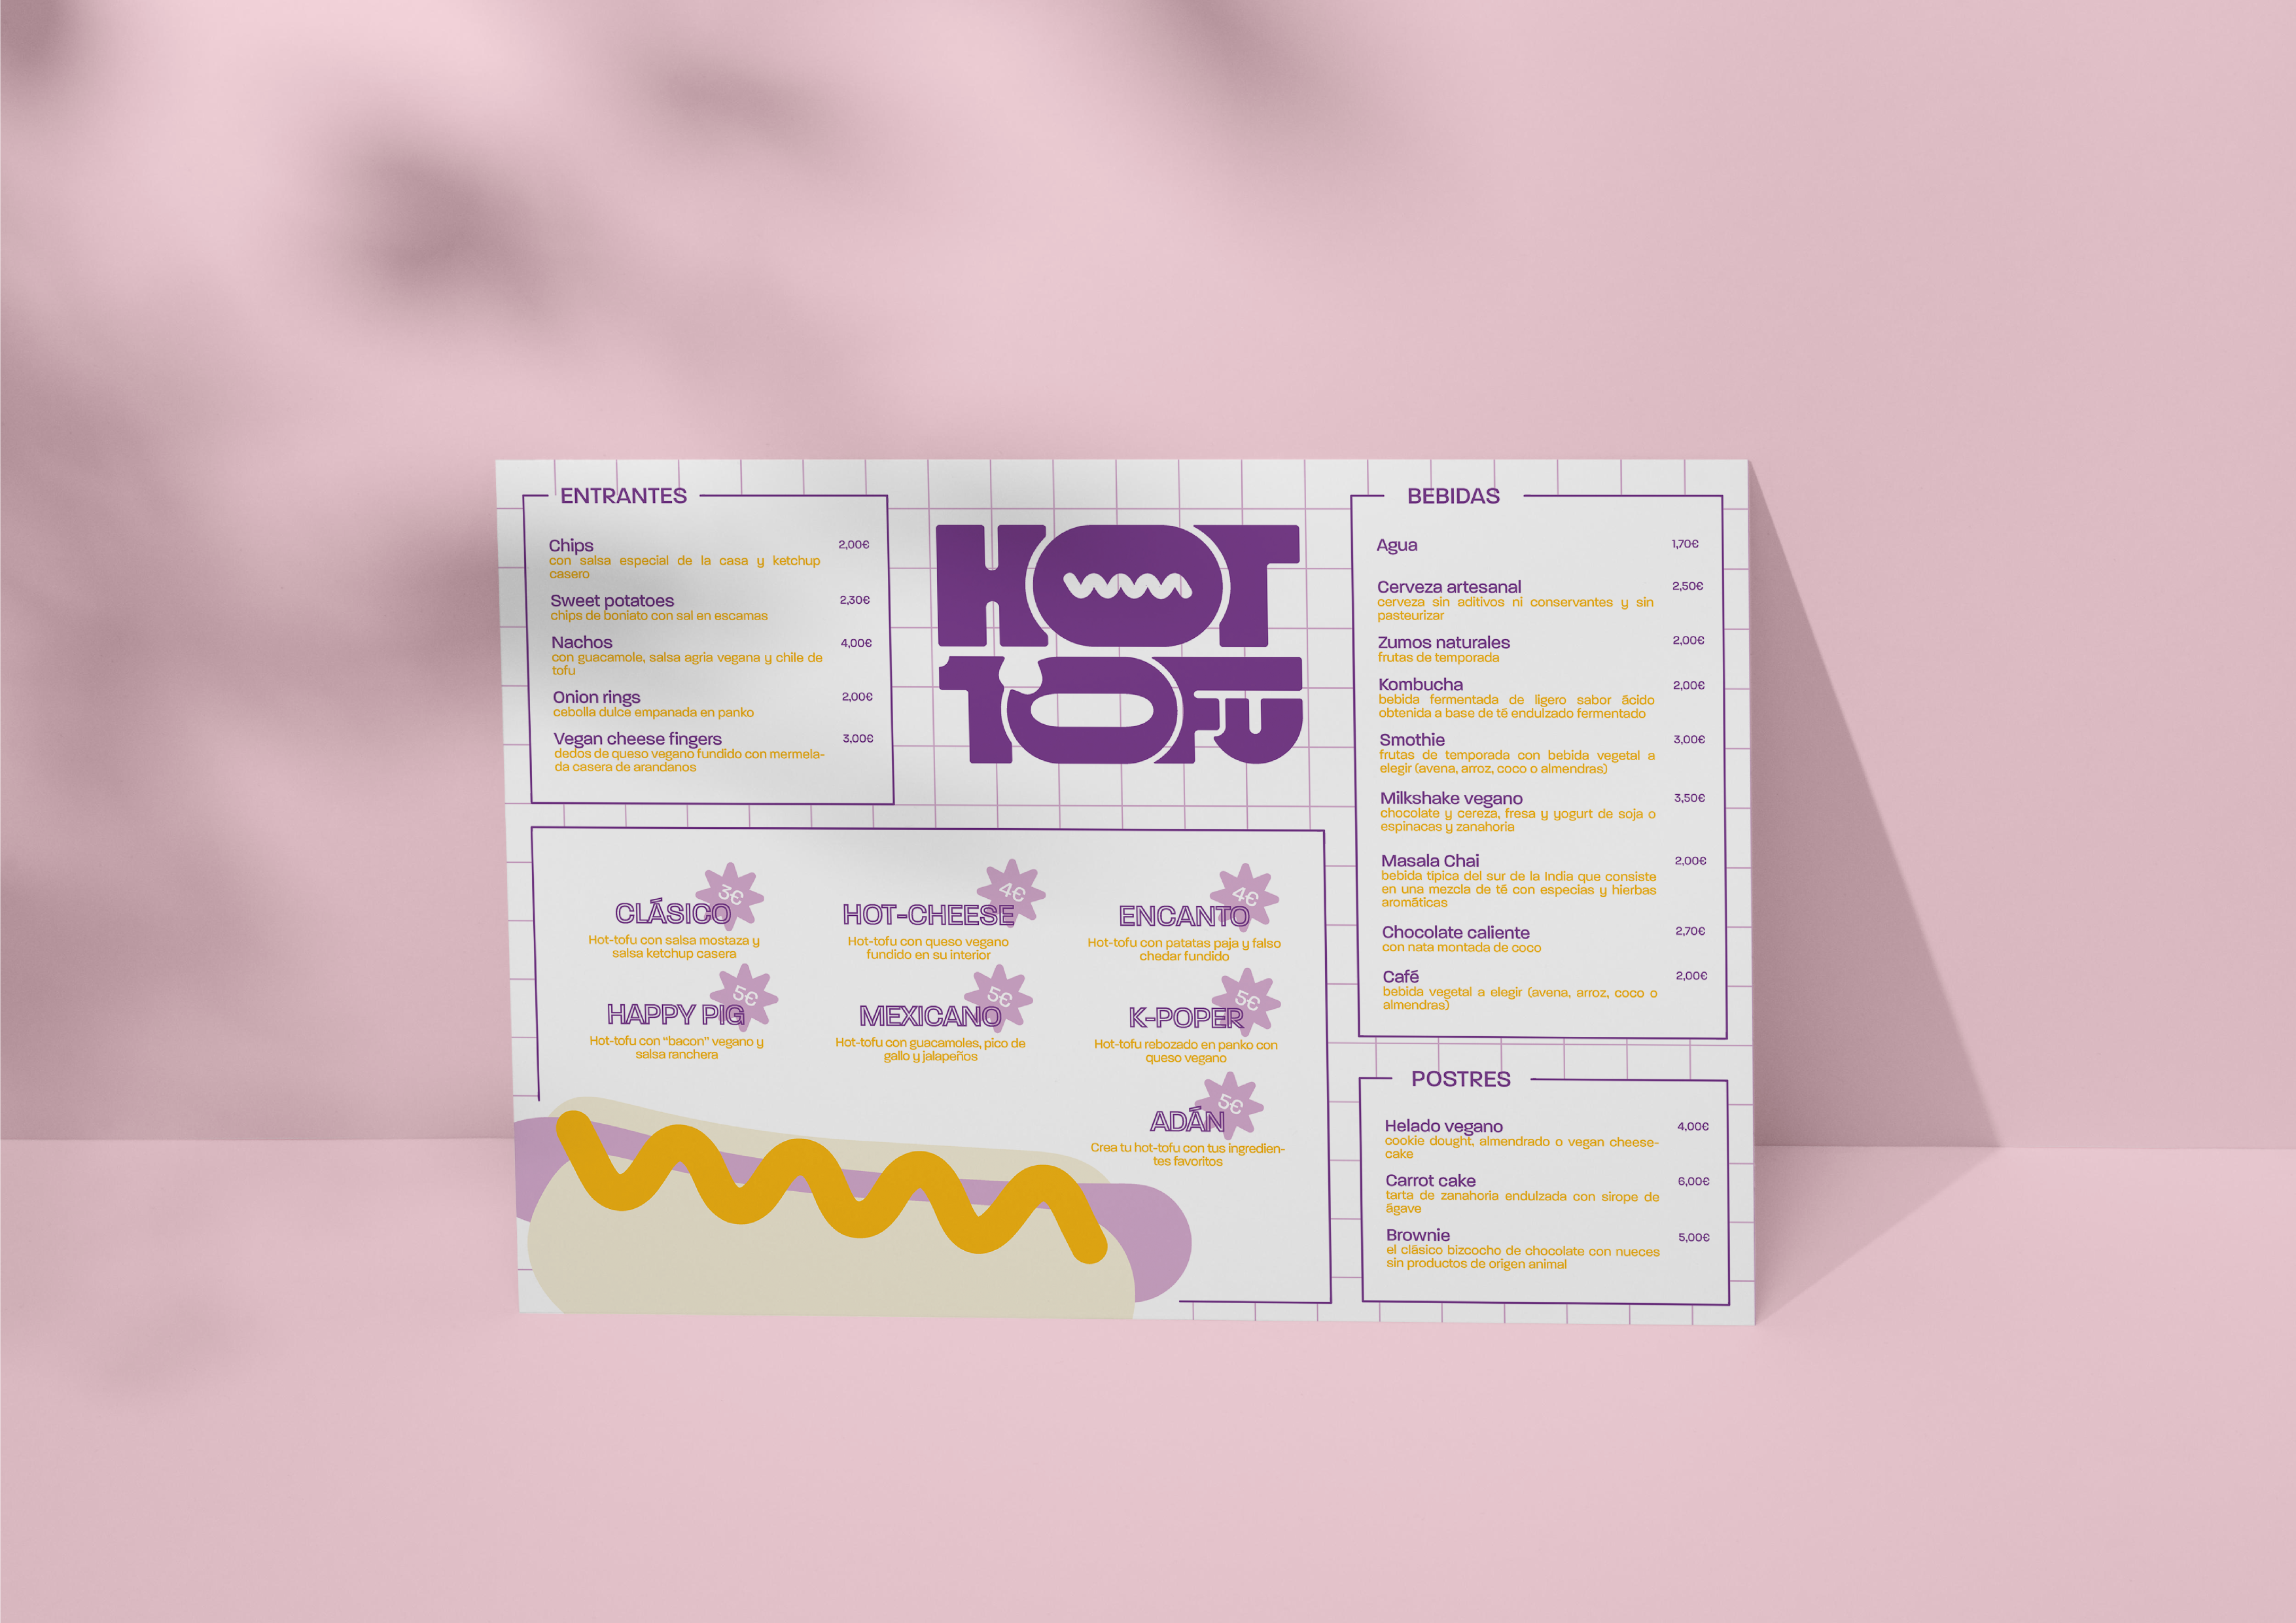 ENTRANTES
Chips 2,00€
con salsa especial de la casa y ketchup
casero
Sweet potatoes 2,30€
chips de boniato con sal en escamas
Nachos 4,00€
con guacamole, salsa agria vegana y chile de
tofu
Onion rings 2,00€
cebolla dulce empanada en panko
Vegan cheese fingers 3,00€
dedos de queso vegano fundido con mermela-
da casera de arandanos
HOT
TOFU
CLÁSICO 3€
Hot-tofu con salsa mostaza y
salsa ketchup casera
HOT-CHEESE 4€
Hot-tofu con queso vegano
fundido en su interior
ENCANTO 4€
Hot-tofu con patatas paja y falso
chedar fundido
HAPPY PIG 5€
Hot-tofu con “bacon” vegano y
salsa ranchera
MEXICANO 5€
Hot-tofu con guacamoles, pico de
gallo y jalapeños
K-POPER 5€
Hot-tofu rebozado en panko con
queso vegano
ADÁN 5€
Crea tu hot-tofu con tus ingredien-
tes favoritos
BEBIDAS
Agua 1,70€
Cerveza artesanal 2,50€
cerveza sin aditivos ni conservantes y sin
pasteurizar
Zumos naturales 2,00€
frutas de temporada
Kombucha 2,00€
bebida fermentada de ligero sabor ácido
obtenida a base de té endulzado fermentado
Smothie 3,00€
frutas de temporada con bebida vegetal a
elegir (avena, arroz, coco o almendras)
Milkshake vegano 3,50€
chocolate y cereza, fresa y yogurt de soja o
espinacas y zanahoria
Masala Chai 2,00€
bebida típica del sur de la India que consiste
en una mezcla de té con especias y hierbas
aromáticas
Chocolate caliente 2,70€
con nata montada de coco
Café 2,00€
bebida vegetal a elegir (avena, arroz, coco o
almendras)
POSTRES
Helado vegano 4,00€
cookie dought, almendrado o vegan cheese-
cake
Carrot cake 6,00€
tarta de zanahoria endulzada con sirope de
ágave
Brownie 5,00€
el clásico bizcocho de chocolate con nueces
sin productos de origen animal